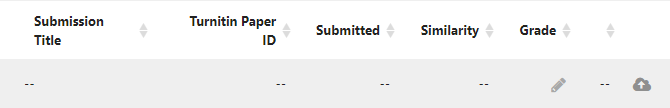 Submission Title
Turnitin Paper ID
Submitted
Similarity
Grade
-- -- -- -- --